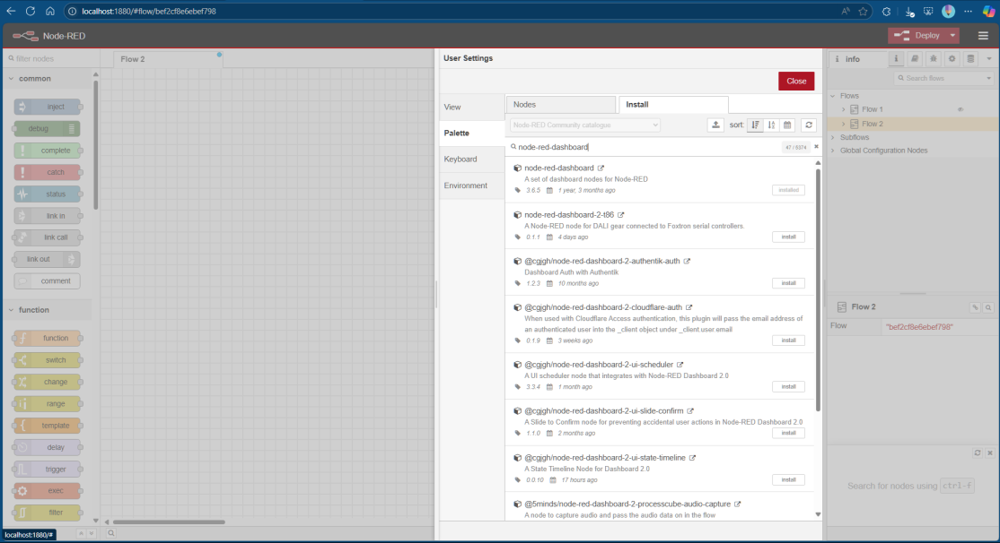 localhost:1880/#flow/bef2cf8e6ebef798
Node-RED
Deploy
filter nodes
common
inject
debug
complete
catch
status
link in
link call
link out
comment
function
function
switch
change
range
template
delay
trigger
exec
filter
localhost:1880/#
Flow 2
User Settings
Close
View
Palette
Keyboard
Environment
Nodes
Install
Node-RED Community catalogue
sort:
node-red-dashboard
47 / 5374
node-red-dashboard
A set of dashboard nodes for Node-RED
3.6.5 1 year, 3 months ago
installed
node-red-dashboard-2-t86
A Node-RED node for DALI gear connected to Foxtron serial controllers.
0.1.1 4 days ago
install
@cgjgh/node-red-dashboard-2-authentik-auth
Dashboard Auth with Authentik
1.2.3 10 months ago
install
@cgjgh/node-red-dashboard-2-cloudflare-auth
When used with Cloudflare Access authentication, this plugin will pass the email address of
an authenticated user into the _client object under _client.user.email
0.1.9 3 weeks ago
install
@cgjgh/node-red-dashboard-2-ui-scheduler
A UI scheduler node that integrates with Node-RED Dashboard 2.0
3.3.4 1 month ago
install
@cgjgh/node-red-dashboard-2-ui-slide-confirm
A Slide to Confirm node for preventing accidental user actions in Node-RED Dashboard 2.0
1.1.0 2 months ago
install
@cgjgh/node-red-dashboard-2-ui-state-timeline
A State Timeline Node for Dashboard 2.0
0.0.10 17 hours ago
install
@5minds/node-red-dashboard-2-processcube-audio-capture
A node to capture audio and pass the audio data on in the flow
info
Search flows
Flows
Flow 1
Flow 2
Subflows
Global Configuration Nodes
Flow 2
Flow "bef2cf8e6ebef798"
Search for nodes using ctrl-F